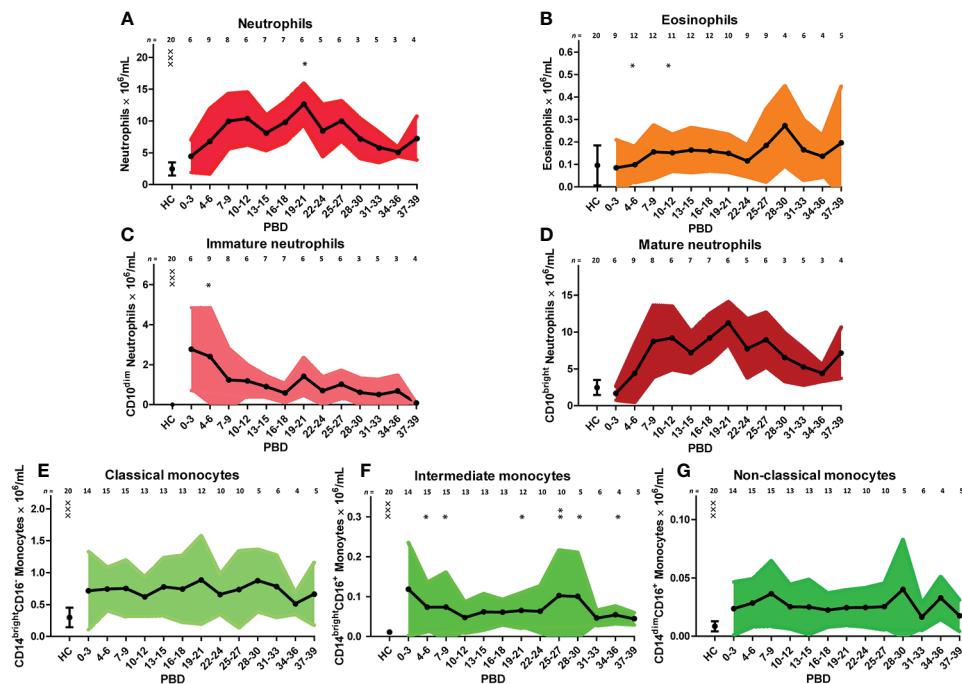 A
Neutrophils
n = 20 6 9 8 6 7 7 6 5 6 3 5 3 4
×××
*
Neutrophils × 10⁶/mL
20
15
10
5
0
HC 0-3 4-6 7-9 10-12 13-15 16-18 19-21 22-24 25-27 28-30 31-33 34-36 37-39
PBD
B
Eosinophils
n = 20 9 12 12 11 12 12 10 9 8 4 6 3 5
* *
Eosinophils × 10⁶/mL
0.6
0.4
0.3
0.2
0.1
0.0
HC 0-3 4-6 7-9 10-12 13-15 16-18 19-21 22-24 25-27 28-30 31-33 34-36 37-39
PBD
C
Immature neutrophils
n = 20 6 9 8 6 7 7 6 5 6 3 5 3 4
×××
*
CD10ᵈⁱᵐ Neutrophils × 10⁶/mL
6
4
2
0
HC 0-3 4-6 7-9 10-12 13-15 16-18 19-21 22-24 25-27 28-30 31-33 34-36 37-39
D
Mature neutrophils
n = 20 6 9 8 6 7 7 6 5 6 3 5 3 4
CD10ᵇʳⁱᵍʰᵗ Neutrophils × 10⁶/mL
15
10
5
0
HC 0-3 4-6 7-9 10-12 13-15 16-18 19-21 22-24 25-27 28-30 31-33 34-36 37-39
E
Classical monocytes
n = 20 14 15 15 13 13 13 12 10 10 5 6 4 5
×××
CD14ᵇʳⁱᵍʰᵗCD16⁻ Monocytes × 10⁶/mL
2.0
1.5
1.0
0.5
0.0
HC 0-3 4-6 7-9 10-12 13-15 16-18 19-21 22-24 25-27 28-30 31-33 34-36 37-39
PBD
F
Intermediate monocytes
n = 20 14 15 15 13 13 13 12 10 10 5 6 4 5
×××
* * * ** * *
CD14ᵇʳⁱᵍʰᵗCD16⁺ Monocytes × 10⁶/mL
0.3
0.2
0.1
0.0
HC 0-3 4-6 7-9 10-12 13-15 16-18 19-21 22-24 25-27 28-30 31-33 34-36 37-39
PBD
G
Non-classical monocytes
n = 20 14 15 15 13 13 13 12 10 10 5 6 4 5
×××
CD14ᵈⁱᵐCD16⁺ Monocytes × 10⁶/mL
0.10
0.05
0.00
HC 0-3 4-6 7-9 10-12 13-15 16-18 19-21 22-24 25-27 28-30 31-33 34-36 37-39
PBD